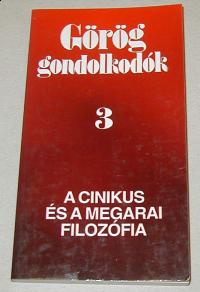 Görög
gondolkodók
3
A CINIKUS
ÉS A MEGARAI
FILOZÓFIA